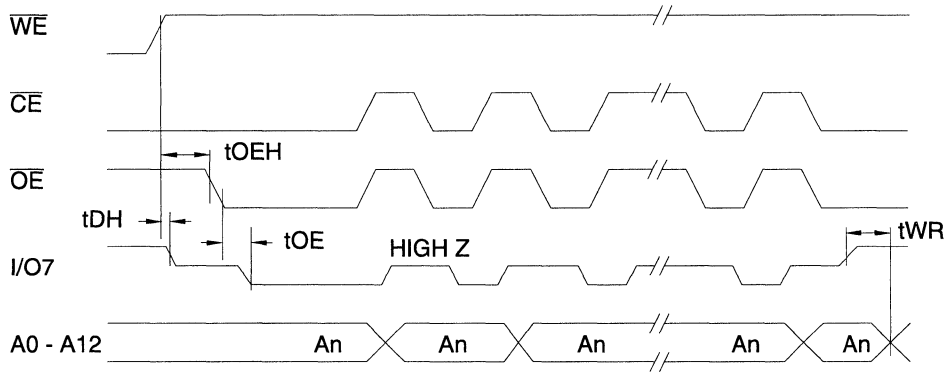 WE
CE
tOEH
OE
tDH
tOE
HIGH Z
tWR
I/O7
A0 - A12
An
An
An
An
An